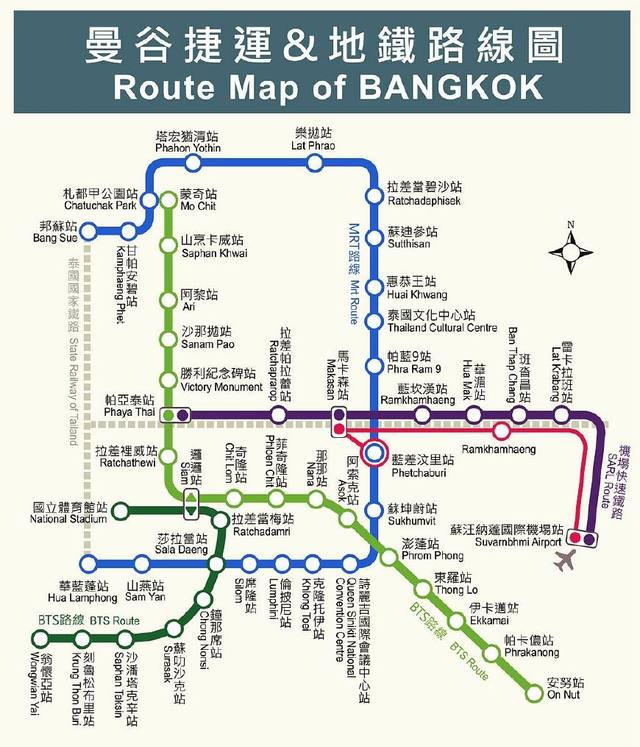 曼谷捷運&地鐵路線圖
Route Map of BANGKOK
塔宏猶清站
Phahon Yothin
樂拋站
Lat Phrao
札都甲公園站
Chatuchak Park
蒙奇站
Mo Chit
拉差當碧沙站
Ratchadaphisek
邦蘇站
Bang Sue
甘帕安碧站
Kamphaeng Phet
山烹卡威站
Saphan Khwai
MRT路線 Mrt Route
蘇迪參站
Sutthisan
N
泰國國家鐵路 State Railway of Tailand
阿黎站
Ari
惠恭王站
Huai Khwang
泰國文化中心站
Thailand Cultural Centre
沙那拋站
Sanam Pao
拉差帕拉蕾站
Ratchaprarop
馬卡森站
Makasan
帕藍9站
Phra Ram 9
華湄站
Hua Mak
班沓昌站
Ban Thap Chang
雷卡拉班站
Lat Krabang
勝利紀念碑站
Victory Monument
藍坎漢站
Ramkhamhaeng
帕亞泰站
Phaya Thai
Ramkhamhaeng
機場快速鐵路
SARL Route
拉差裡威站
Ratchathewi
暹邏站
Siam
奇隆站
Chit Lom
菲奇隆站
Phloen Chit
那那站
Nana
阿索克站
Asok
藍差汶里站
Phetchaburi
國立體育館站
National Stadium
拉差當梅站
Ratchadamri
蘇坤蔚站
Sukhumvit
蘇汪納蓬國際機場站
Suvarnbhmi Airport
莎拉當站
Sala Daeng
澎蓬站
Phrom Phong
華藍蓬站
Hua Lamphong
山燕站
Sam Yan
席隆站
Silom
倫披尼站
Lumphini
克隆托伊站
Khlong Toei
詩麗吉國際會議中心站
Queen Sirikit National
Convention Centre
東羅站
Thong Lo
伊卡邁站
Ekkamai
BTS路線 BTS Route
鐘那席站
Chong Nonsi
BTS路線 BTS Route
帕卡儂站
Phrakanong
翁懷亞站
Wongwian Yai
刻魯松布里站
Krung Thon Buri
沙潘塔克辛站
Saphan Taksin
蘇叻沙克站
Surasak
安努站
On Nut